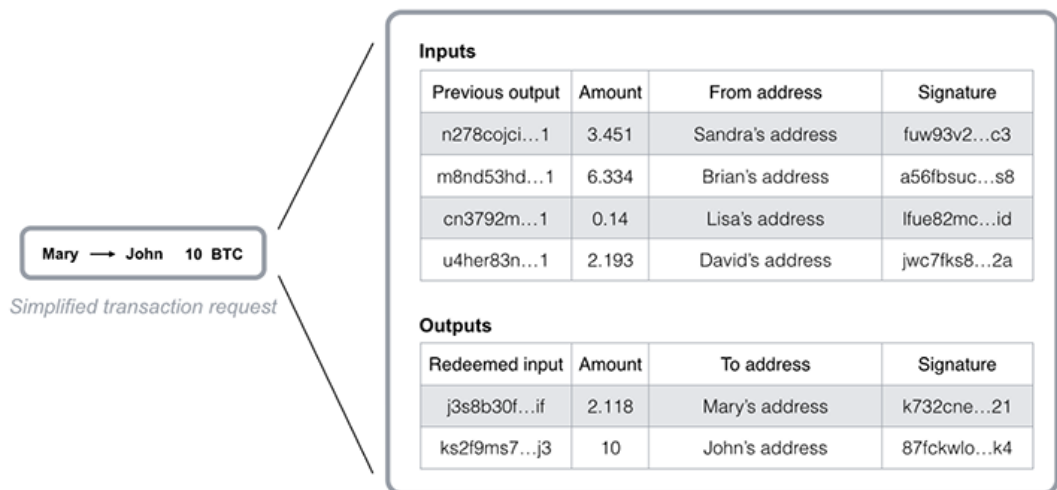 Mary → John 10 BTC
Simplified transaction request
Inputs
Previous output Amount From address Signature
n278cojci...1 3.451 Sandra's address fuw93v2...c3
m8nd53hd...1 6.334 Brian's address a56fbsuc...s8
cn3792m...1 0.14 Lisa's address lfue82mc...id
u4her83n...1 2.193 David's address jwc7fks8...2a
Outputs
Redeemed input Amount To address Signature
j3s8b30f...if 2.118 Mary's address k732cne...21
ks2f9ms7...j3 10 John's address 87fckwlo...k4